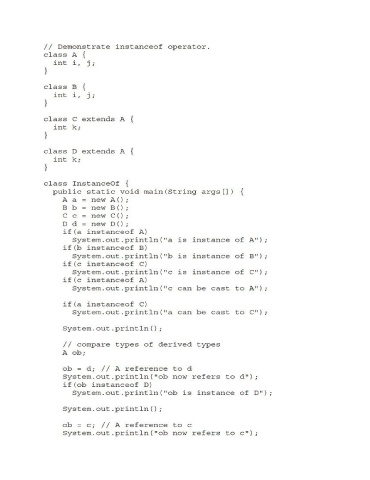 // Demonstrate instanceof operator.
class A {
  int i, j;
}
class B {
  int i, j;
}
class C extends A {
  int k;
}
class D extends A {
  int k;
}
class InstanceOf {
  public static void main(String args[]) {
    A a = new A();
    B b = new B();
    C c = new C();
    D d = new D();
    if(a instanceof A)
      System.out.println("a is instance of A");
    if(b instanceof B)
      System.out.println("b is instance of B");
    if(c instanceof C)
      System.out.println("c is instance of C");
    if(c instanceof A)
      System.out.println("c can be cast to A");
    if(a instanceof C)
      System.out.println("a can be cast to C");
    System.out.println();
    // compare types of derived types
    A ob;
    ob = d; // A reference to d
    System.out.println("ob now refers to d");
    if(ob instanceof D)
      System.out.println("ob is instance of D");
    System.out.println();
    ob = c; // A reference to c
    System.out.println("ob now refers to c");